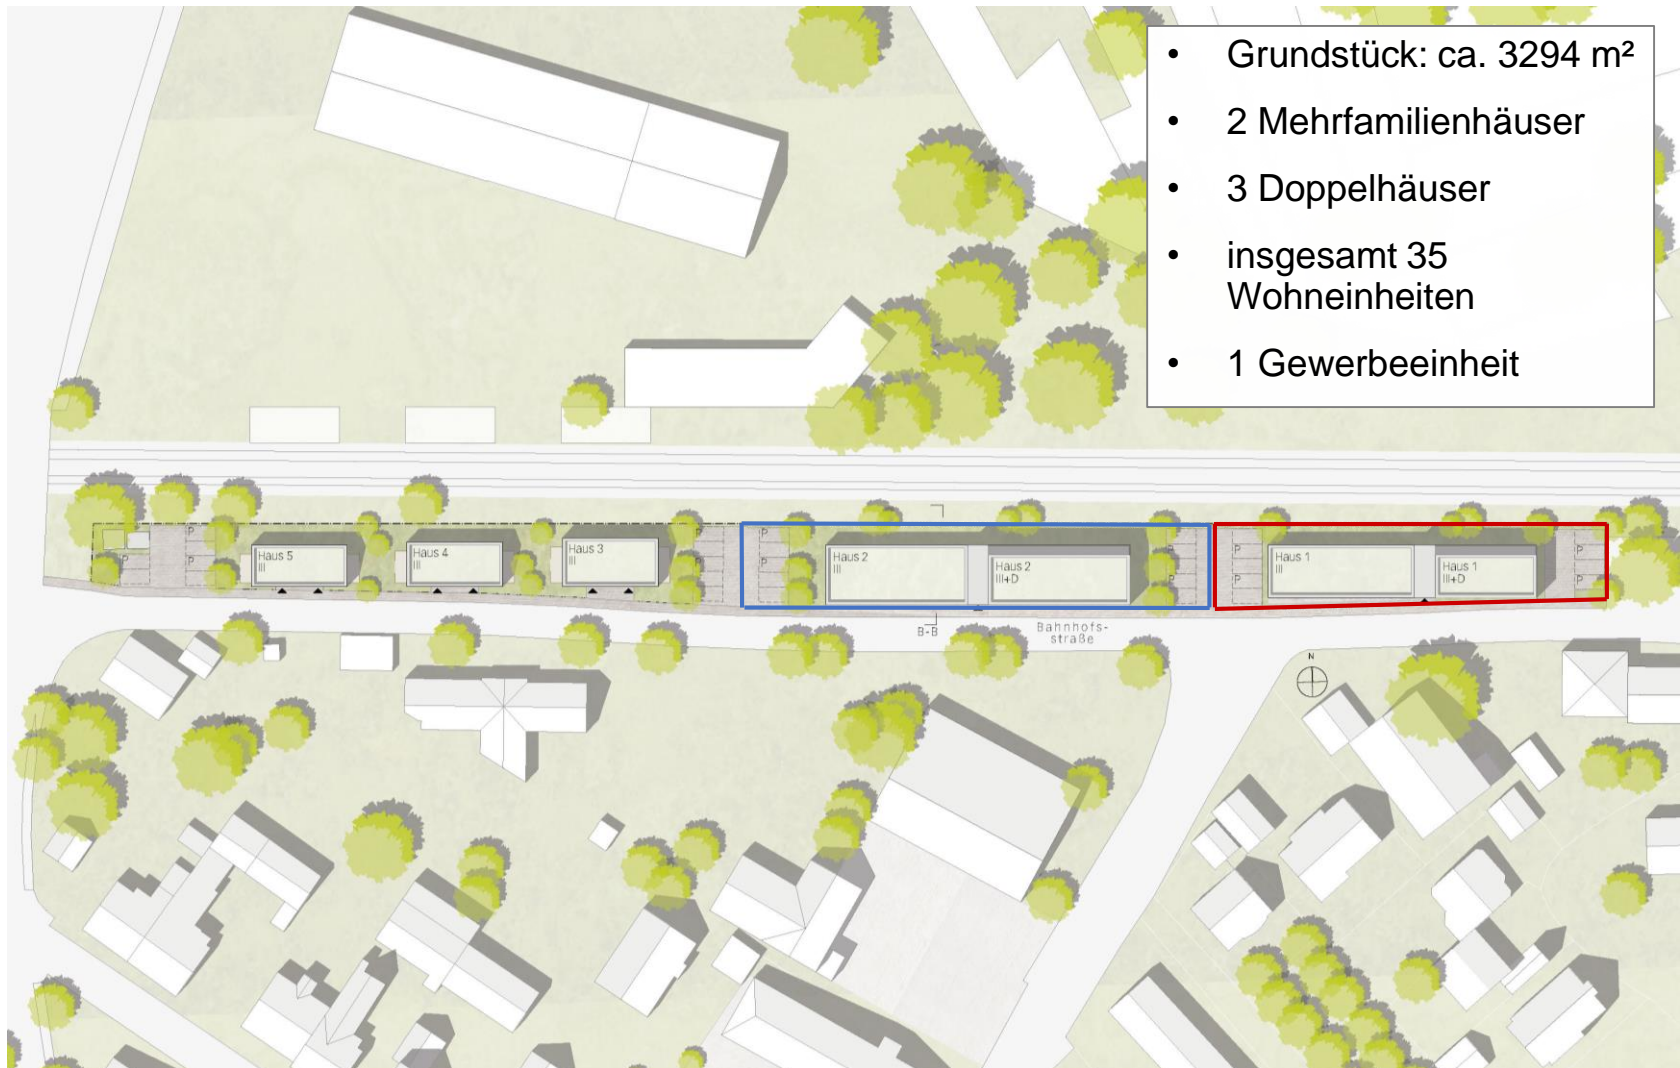 • Grundstück: ca. 3294 m²
• 2 Mehrfamilienhäuser
• 3 Doppelhäuser
• insgesamt 35
Wohneinheiten
• 1 Gewerbeeinheit
P
P
P
P
P
P
P
P
P
P
P
P
P
Haus 5
III
Haus 4
III
Haus 3
III
Haus 2
III
Haus 2
III+D
Haus 1
III
Haus 1
III+D
B-B
Bahnhofs-
straße
N